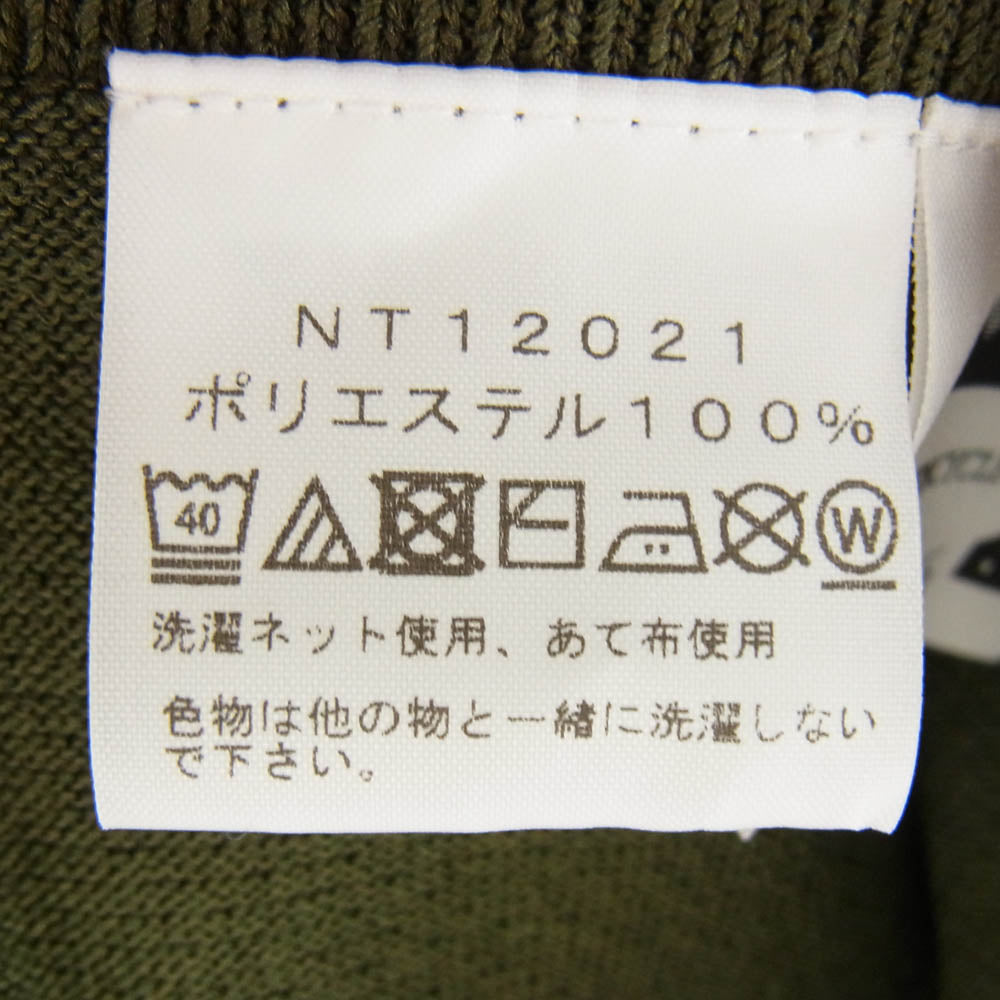 NT12021
ポリエステル100%
40 W
洗濯ネット使用、あて布使用
色物は他の物と一緒に洗濯しない
で下さい。